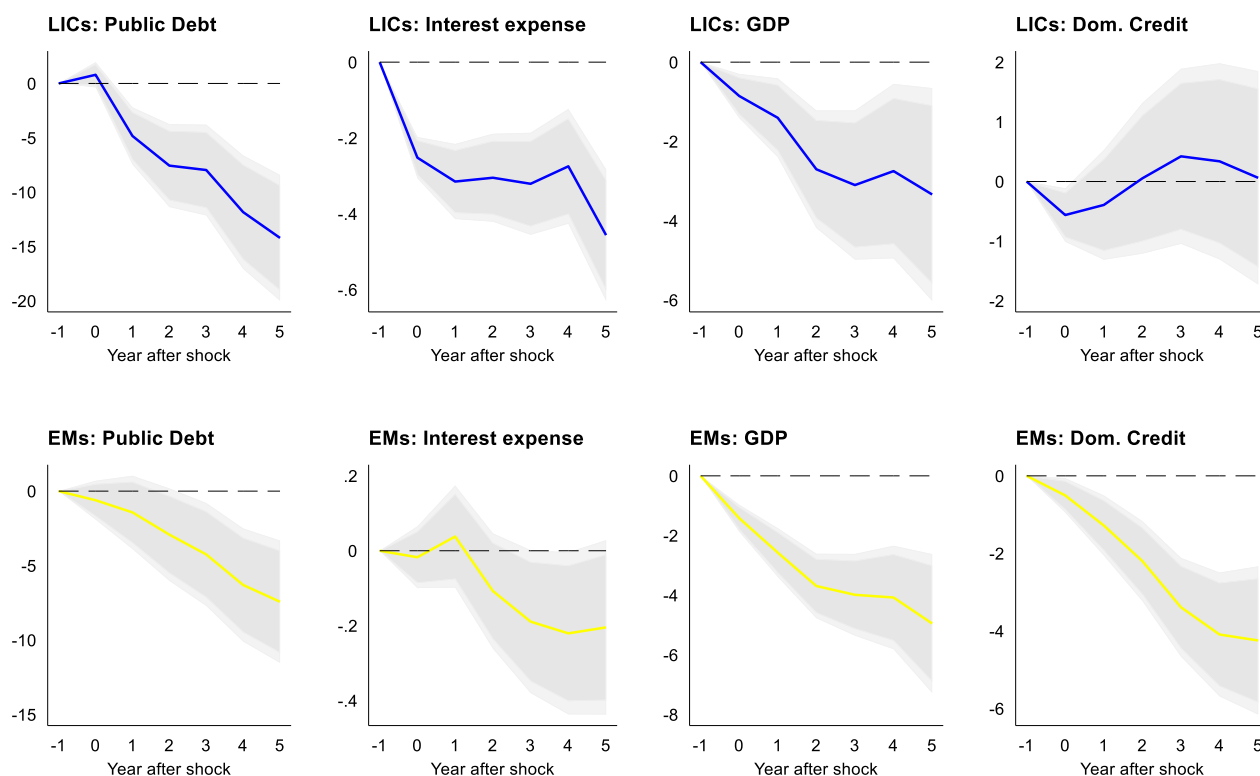 LICs: Public Debt
0
-5
-10
-15
-20
-1 0 1 2 3 4 5
Year after shock
LICs: Interest expense
0
-.2
-.4
-.6
-1 0 1 2 3 4 5
Year after shock
LICs: GDP
0
-2
-4
-6
-1 0 1 2 3 4 5
Year after shock
LICs: Dom. Credit
2
1
0
-1
-2
-1 0 1 2 3 4 5
Year after shock
EMs: Public Debt
0
-5
-10
-15
-1 0 1 2 3 4 5
Year after shock
EMs: Interest expense
.2
0
-.2
-.4
-1 0 1 2 3 4 5
Year after shock
EMs: GDP
0
-2
-4
-6
-8
-1 0 1 2 3 4 5
Year after shock
EMs: Dom. Credit
0
-2
-4
-6
-1 0 1 2 3 4 5
Year after shock